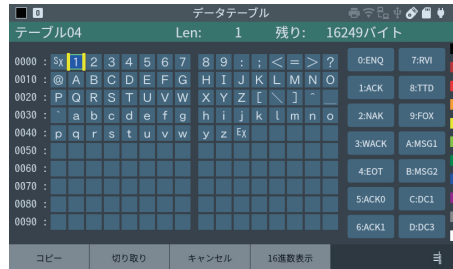 0 データテーブル
テーブル04 Len: 1 残り: 16249バイト
0000 : SX 1 2 3 4 5 6 7 8 9 : ; < = > ? 0:ENQ 7:RVI
0010 : @ A B C D E F G H I J K L M N O 1:ACK 8:TTD
0020 : P Q R S T U V W X Y Z [ \ ] ^ _ 2:NAK 9:FOX
0030 : ` a b c d e f g h i j k l m n o 3:WACK A:MSG1
0040 : p q r s t u v w x y z EX 4:EOT B:MSG2
0050 :
0060 :
0070 :
0080 : 5:ACK0 C:DC1
0090 : 6:ACK1 D:DC3
コピー 切り取り キャンセル 16進数表示